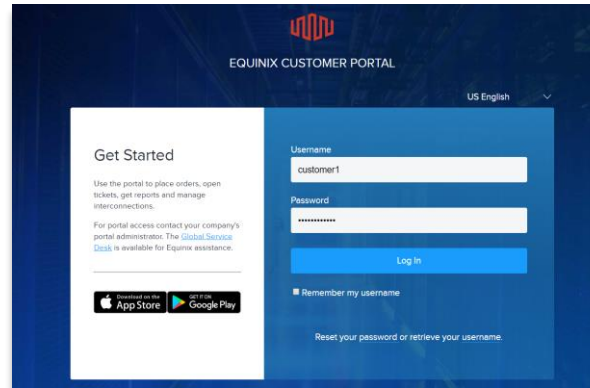 EQUINIX CUSTOMER PORTAL
US English
Get Started
Use the portal to place orders, open
tickets, get reports and manage
interconnections.
For portal access contact your company's
portal administrator. The Global Service
Desk is available for Equinix assistance.
Download on the
App Store
GET IT ON
Google Play
Username
customer1
Password
••••••••••••
Log In
Remember my username
Reset your password or retrieve your username.